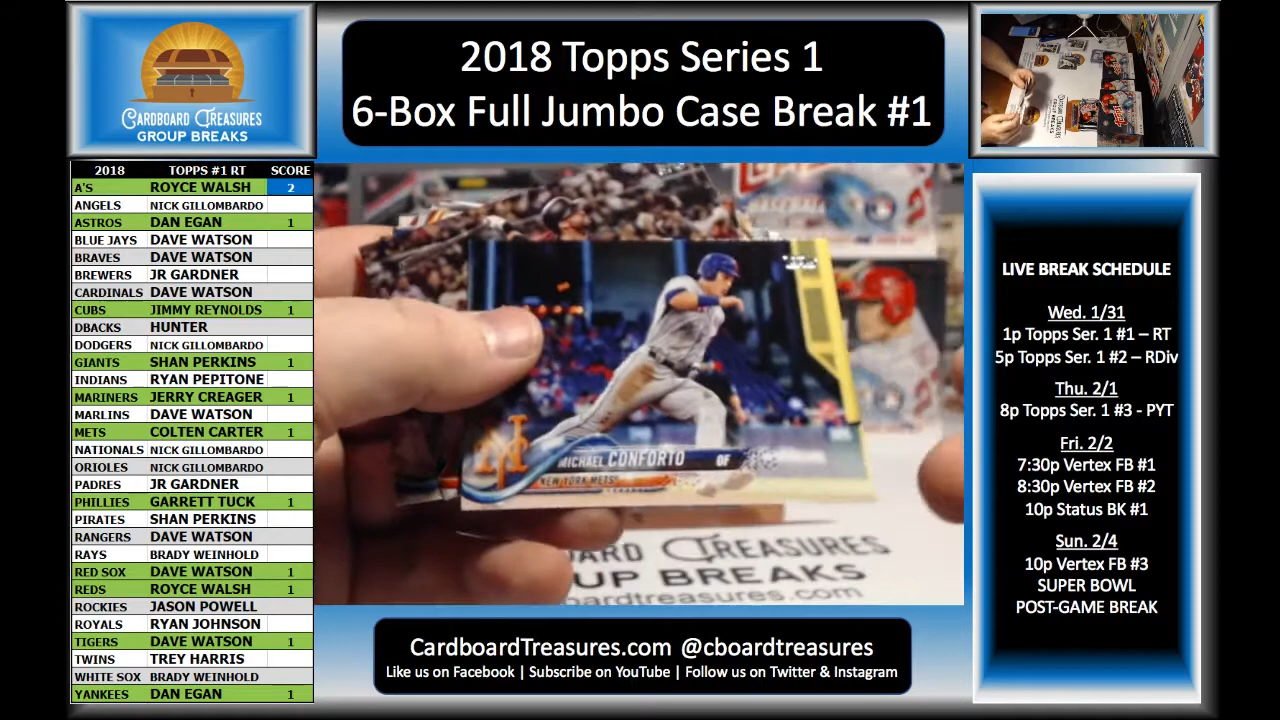 CARDBOARD TREASURES
GROUP BREAKS
2018 Topps Series 1
6-Box Full Jumbo Case Break #1
2018 TOPPS #1 RT SCORE
A'S ROYCE WALSH 2
ANGELS NICK GILLOMBARDO
ASTROS DAN EGAN 1
BLUE JAYS DAVE WATSON
BRAVES DAVE WATSON
BREWERS JR GARDNER
CARDINALS DAVE WATSON
CUBS JIMMY REYNOLDS 1
DBACKS HUNTER
DODGERS NICK GILLOMBARDO
GIANTS SHAN PERKINS 1
INDIANS RYAN PEPITONE
MARINERS JERRY CREAGER 1
MARLINS DAVE WATSON
METS COLTEN CARTER 1
NATIONALS NICK GILLOMBARDO
ORIOLES NICK GILLOMBARDO
PADRES JR GARDNER
PHILLIES GARRETT TUCK 1
PIRATES SHAN PERKINS
RANGERS DAVE WATSON
RAYS BRADY WEINHOLD
RED SOX DAVE WATSON 1
REDS ROYCE WALSH 1
ROCKIES JASON POWELL
ROYALS RYAN JOHNSON
TIGERS DAVE WATSON 1
TWINS TREY HARRIS
WHITE SOX BRADY WEINHOLD
YANKEES DAN EGAN 1
MICHAEL CONFORTO OF
NEW YORK METS
TREASURES
BREAKS
CardboardTreasures.com @cboardtreasures
Like us on Facebook | Subscribe on YouTube | Follow us on Twitter & Instagram
LIVE BREAK SCHEDULE
Wed. 1/31
1p Topps Ser. 1 #1 – RT
5p Topps Ser. 1 #2 – RDiv
Thu. 2/1
8p Topps Ser. 1 #3 - PYT
Fri. 2/2
7:30p Vertex FB #1
8:30p Vertex FB #2
10p Status BK #1
Sun. 2/4
10p Vertex FB #3
SUPER BOWL
POST-GAME BREAK